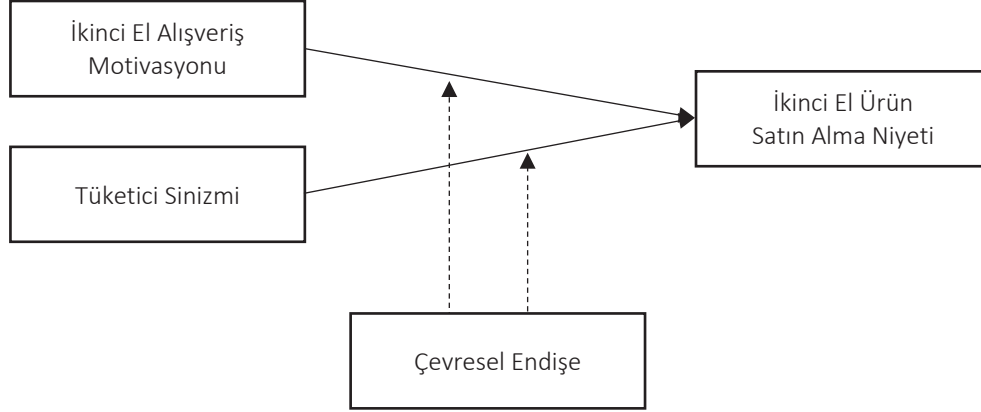 İkinci El Alışveriş
Motivasyonu
İkinci El Ürün
Satın Alma Niyeti
Tüketici Sinizmi
Çevresel Endişe